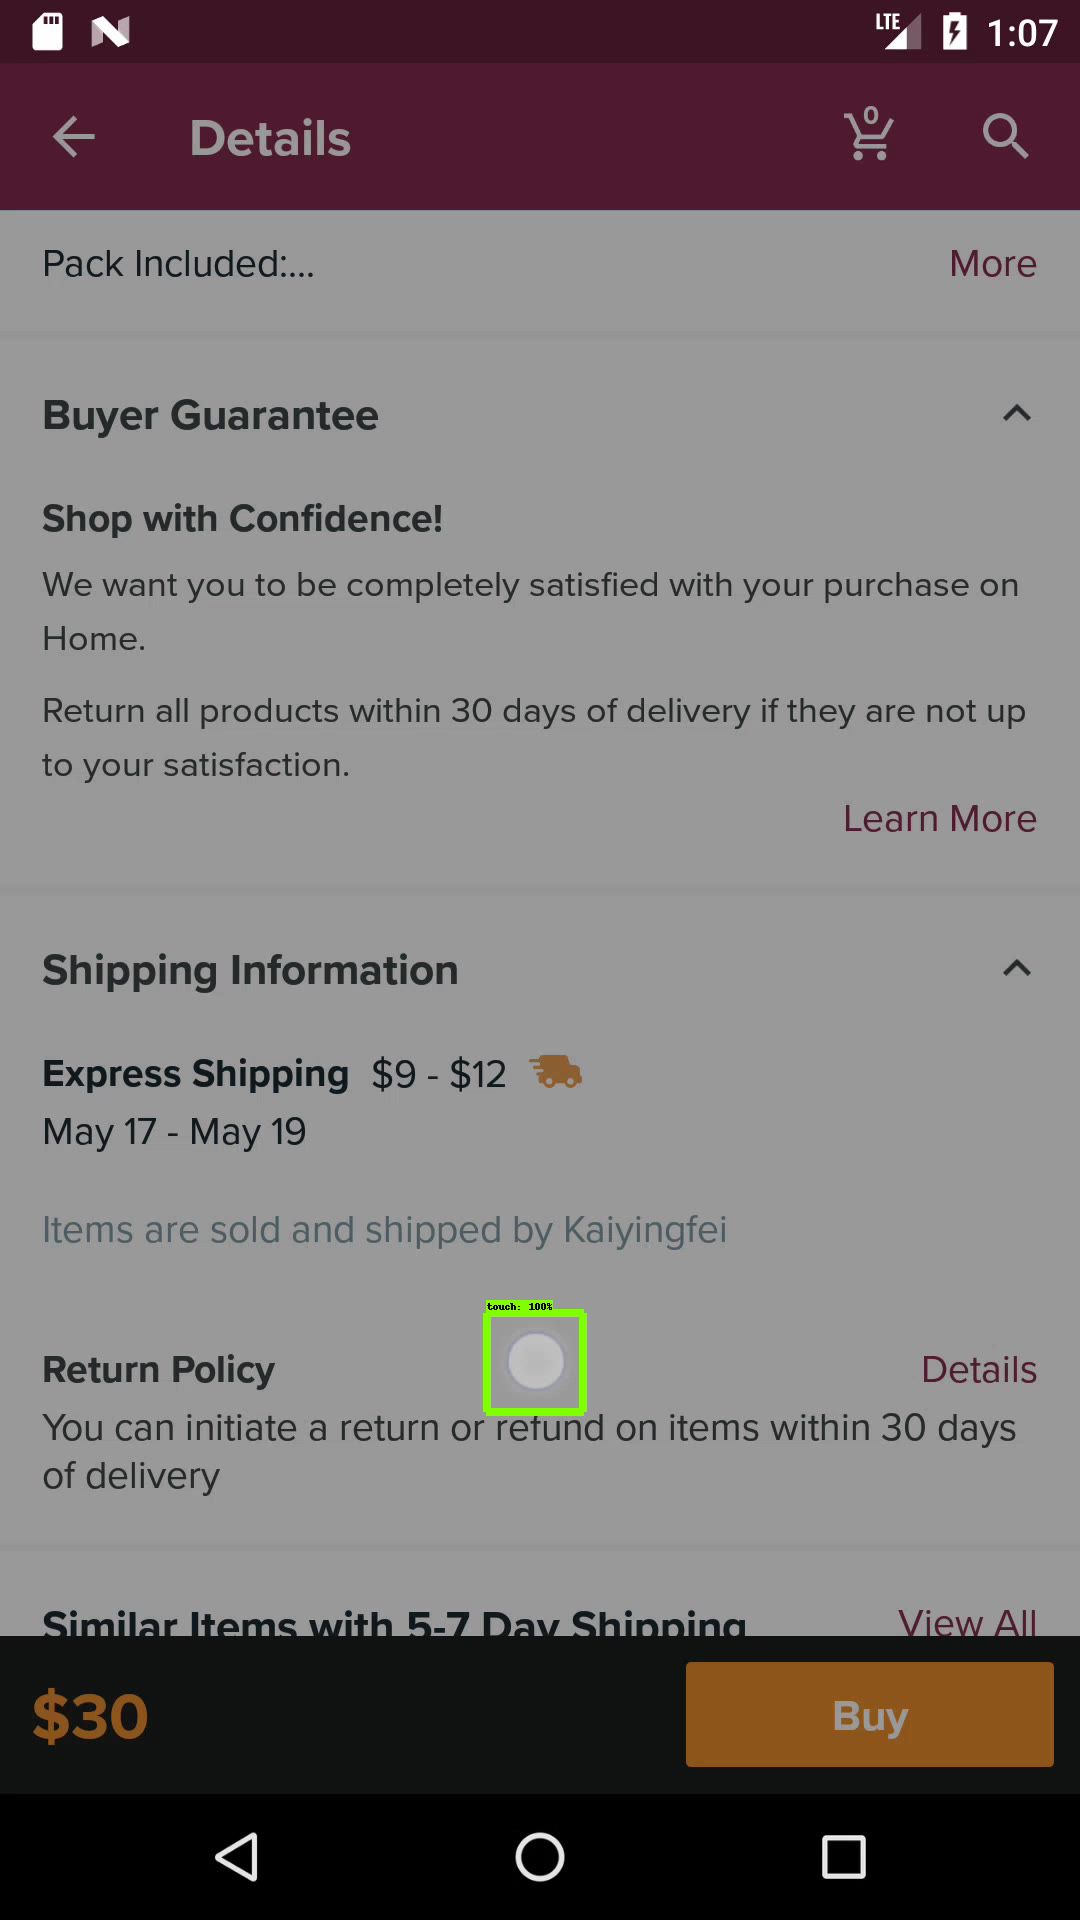 LTE 1:07
Details 0
Pack Included:... More
Buyer Guarantee
Shop with Confidence!
We want you to be completely satisfied with your purchase on
Home.
Return all products within 30 days of delivery if they are not up
to your satisfaction.
Learn More
Shipping Information
Express Shipping $9 - $12
May 17 - May 19
Items are sold and shipped by Kaiyingfei
touch: 100%
Return Policy Details
You can initiate a return or refund on items within 30 days
of delivery
Similar Items with 5-7 Day Shipping View All
$30 Buy